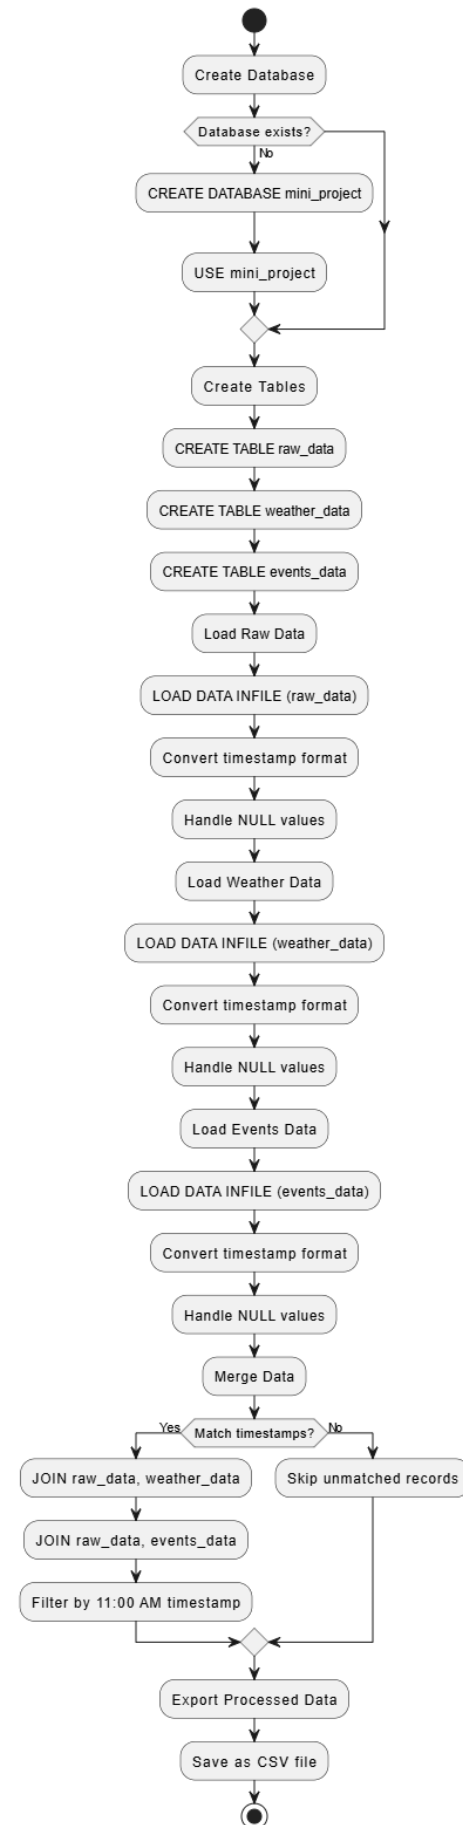 Create Database
Database exists?
No
CREATE DATABASE mini_project
USE mini_project
Create Tables
CREATE TABLE raw_data
CREATE TABLE weather_data
CREATE TABLE events_data
Load Raw Data
LOAD DATA INFILE (raw_data)
Convert timestamp format
Handle NULL values
Load Weather Data
LOAD DATA INFILE (weather_data)
Convert timestamp format
Handle NULL values
Load Events Data
LOAD DATA INFILE (events_data)
Convert timestamp format
Handle NULL values
Merge Data
Yes
Match timestamps?
No
JOIN raw_data, weather_data
Skip unmatched records
JOIN raw_data, events_data
Filter by 11:00 AM timestamp
Export Processed Data
Save as CSV file